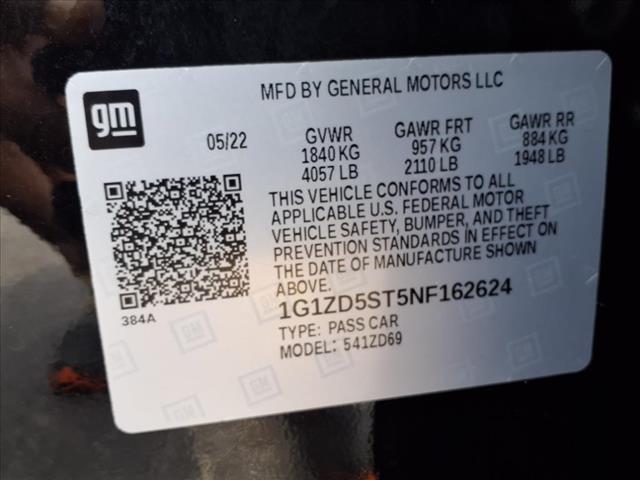 gm
MFD BY GENERAL MOTORS LLC
05/22 GVWR GAWR FRT GAWR RR
1840 KG 957 KG 884 KG
4057 LB 2110 LB 1948 LB
THIS VEHICLE CONFORMS TO ALL
APPLICABLE U.S. FEDERAL MOTOR
VEHICLE SAFETY, BUMPER, AND THEFT
PREVENTION STANDARDS IN EFFECT ON
THE DATE OF MANUFACTURE SHOWN
ABOVE.
384A
1G1ZD5ST5NF162624
TYPE: PASS CAR
MODEL: 541ZD69